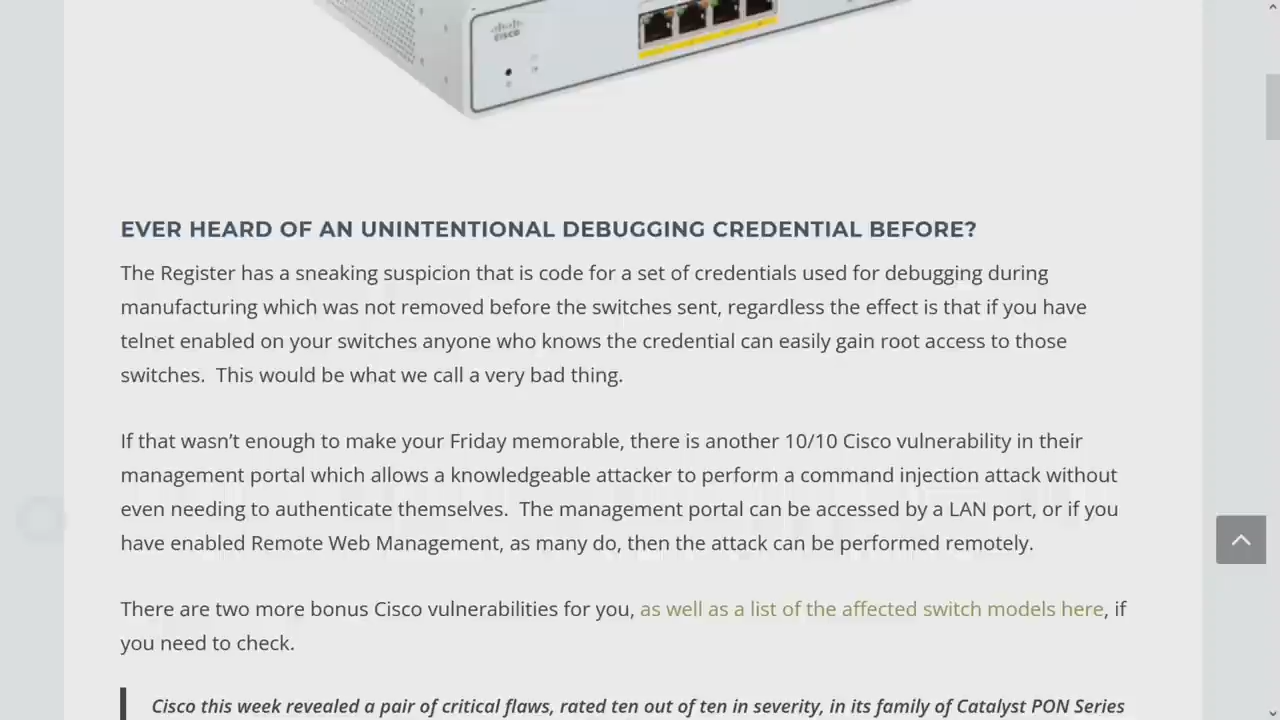 CISCO
EVER HEARD OF AN UNINTENTIONAL DEBUGGING CREDENTIAL BEFORE?
The Register has a sneaking suspicion that is code for a set of credentials used for debugging during
manufacturing which was not removed before the switches sent, regardless the effect is that if you have
telnet enabled on your switches anyone who knows the credential can easily gain root access to those
switches.  This would be what we call a very bad thing.
If that wasn’t enough to make your Friday memorable, there is another 10/10 Cisco vulnerability in their
management portal which allows a knowledgeable attacker to perform a command injection attack without
even needing to authenticate themselves.  The management portal can be accessed by a LAN port, or if you
have enabled Remote Web Management, as many do, then the attack can be performed remotely.
There are two more bonus Cisco vulnerabilities for you, as well as a list of the affected switch models here, if
you need to check.
Cisco this week revealed a pair of critical flaws, rated ten out of ten in severity, in its family of Catalyst PON Series